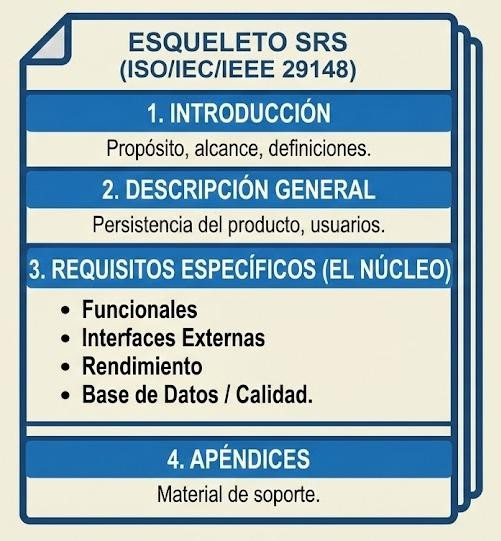 ESQUELETO SRS
(ISO/IEC/IEEE 29148)
1. INTRODUCCIÓN
Propósito, alcance, definiciones.
2. DESCRIPCIÓN GENERAL
Persistencia del producto, usuarios.
3. REQUISITOS ESPECÍFICOS (EL NÚCLEO)
• Funcionales
• Interfaces Externas
• Rendimiento
• Base de Datos / Calidad.
4. APÉNDICES
Material de soporte.